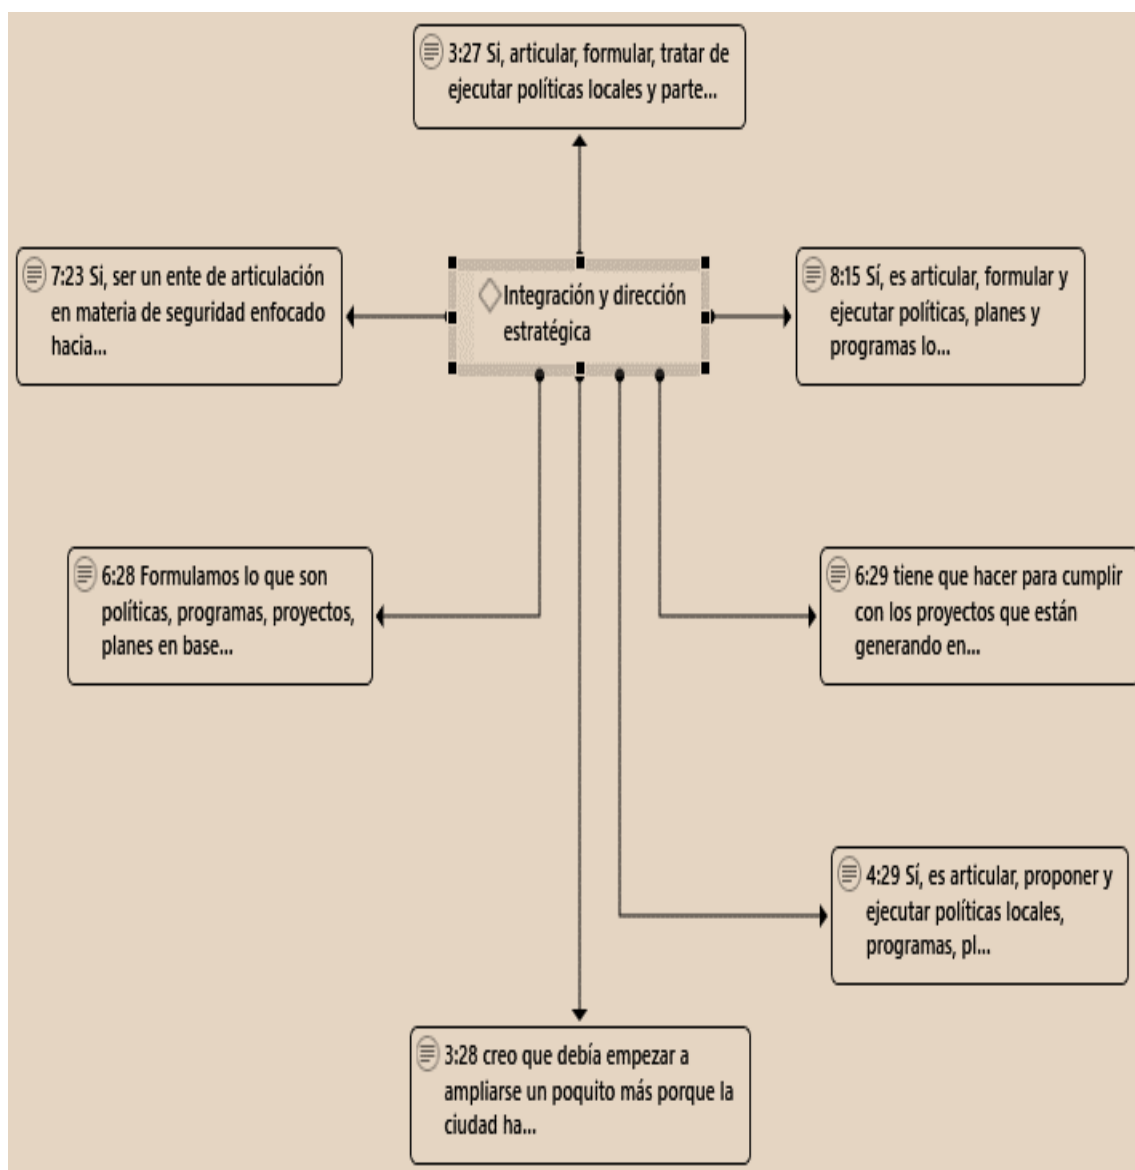 3:27 Si, articular, formular, tratar de
ejecutar políticas locales y parte...
7:23 Si, ser un ente de articulación
en materia de seguridad enfocado
hacia...
Integración y dirección
estratégica
8:15 Sí, es articular, formular y
ejecutar políticas, planes y
programas lo...
6:28 Formulamos lo que son
políticas, programas, proyectos,
planes en base...
6:29 tiene que hacer para cumplir
con los proyectos que están
generando en...
4:29 Sí, es articular, proponer y
ejecutar políticas locales,
programas, pl...
3:28 creo que debía empezar a
ampliarse un poquito más porque la
ciudad ha...